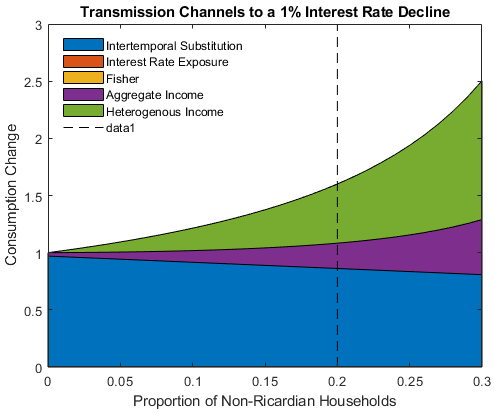 Transmission Channels to a 1% Interest Rate Decline
3
2.5
2
1.5
1
0.5
0
Consumption Change
Intertemporal Substitution
Interest Rate Exposure
Fisher
Aggregate Income
Heterogenous Income
data1
0 0.05 0.1 0.15 0.2 0.25 0.3
Proportion of Non-Ricardian Households